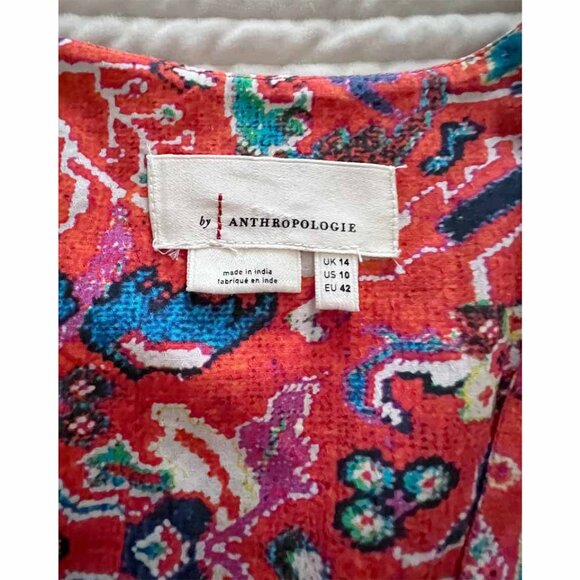 by ANTHROPOLOGIE
made in india
fabriqué en inde
UK 14
US 10
EU 42